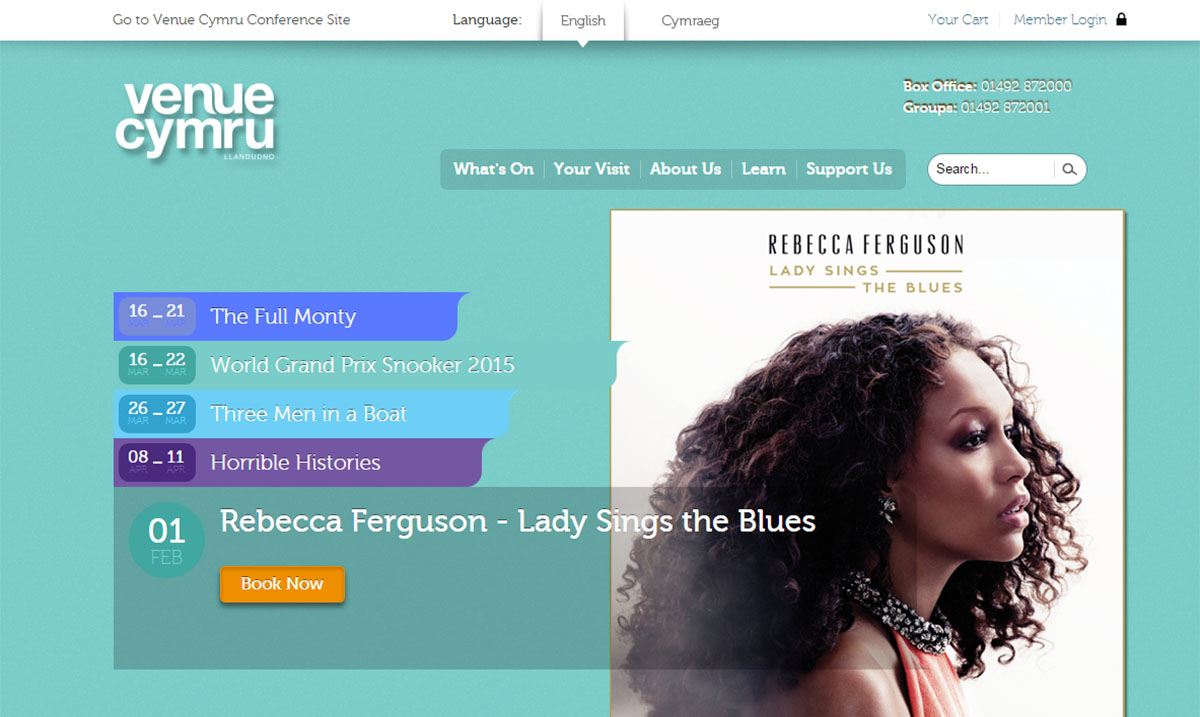 Go to Venue Cymru Conference Site
Language:
English
Cymraeg
Your Cart
Member Login
venue
cymru
LLANDUDNO
Box Office: 01492 872000
Groups: 01492 872001
What's On
Your Visit
About Us
Learn
Support Us
Search...
REBECCA FERGUSON
LADY SINGS
THE BLUES
16 – 21
MAR MAR
The Full Monty
16 – 22
MAR MAR
World Grand Prix Snooker 2015
26 – 27
MAR MAR
Three Men in a Boat
08 – 11
APR APR
Horrible Histories
01
FEB
Rebecca Ferguson - Lady Sings the Blues
Book Now